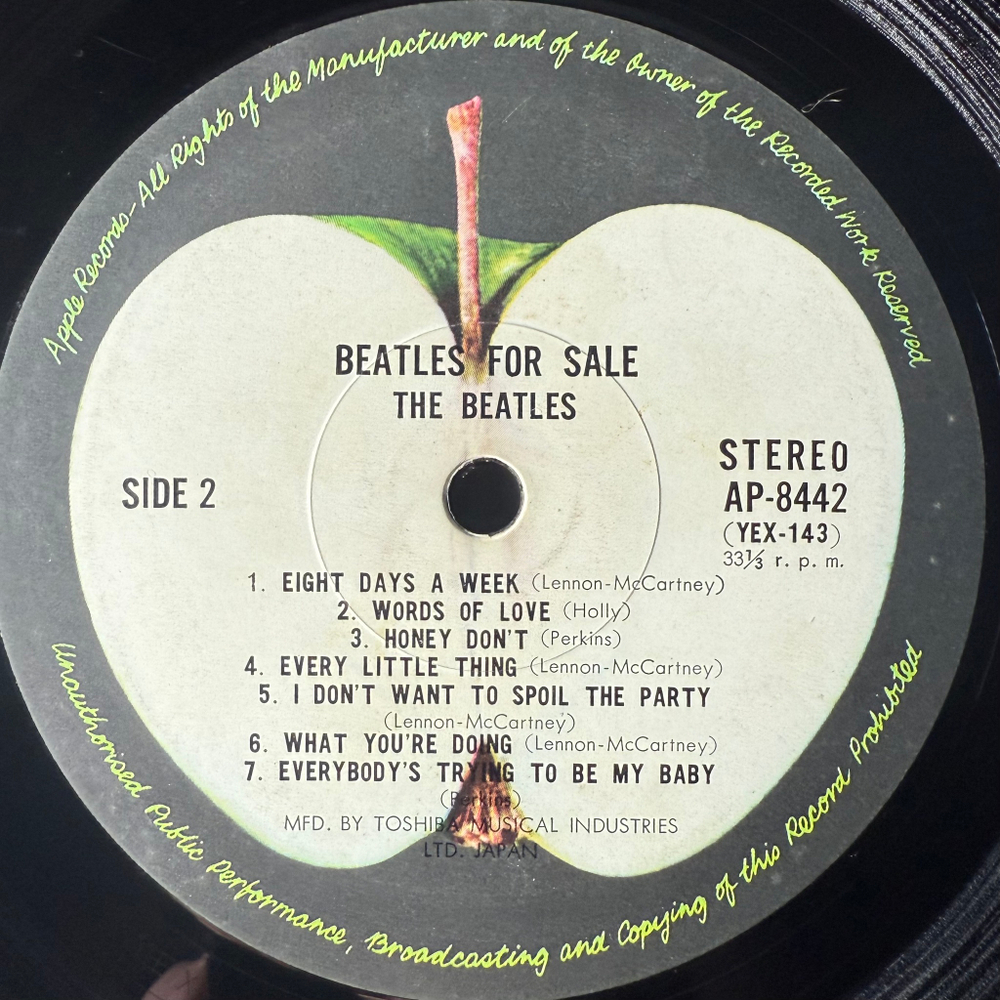 Apple Records—All Rights of the Manufacturer and of the Owner of the Recorded Work Reserved
BEATLES FOR SALE
THE BEATLES
SIDE 2
STEREO
AP-8442
(YEX-143)
33⅓ r. p. m.
1. EIGHT DAYS A WEEK (Lennon-McCartney)
2. WORDS OF LOVE (Holly)
3. HONEY DON'T (Perkins)
4. EVERY LITTLE THING (Lennon-McCartney)
5. I DON'T WANT TO SPOIL THE PARTY
(Lennon-McCartney)
6. WHAT YOU'RE DOING (Lennon-McCartney)
7. EVERYBODY'S TRYING TO BE MY BABY
(Perkins)
MFD. BY TOSHIBA MUSICAL INDUSTRIES
LTD. JAPAN
Unauthorised Public Performance, Broadcasting and Copying of this Record Prohibited